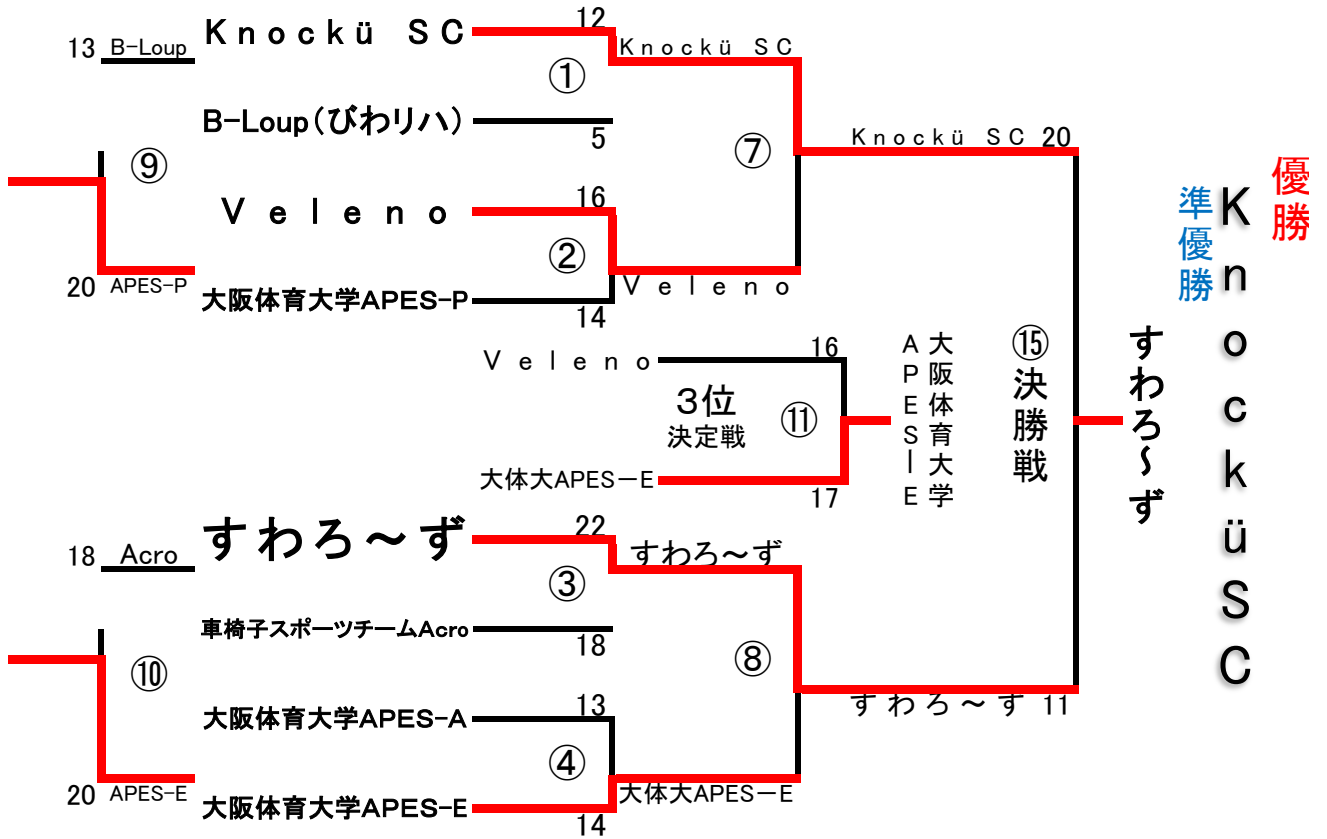 12
Knockü SC
13 B-Loup
Knockü SC
①
B-Loup(びわリハ)
5
⑦
Knockü SC 20
⑨
優勝
準優勝
KnocküSC
16
Veleno
②
20 APES-P
大阪体育大学APES-P
Veleno
14
Veleno
16
3位
決定戦
⑪
大阪体育大学
APES-E
⑮
決勝戦
すわろ～ず
大体大APES－E
17
22
すわろ～ず
18 Acro
すわろ～ず
③
車椅子スポーツチームAcro
18
⑧
⑩
すわろ～ず 11
13
大阪体育大学APES-A
④
20 APES-E
大阪体育大学APES-E
大体大APES－E
14